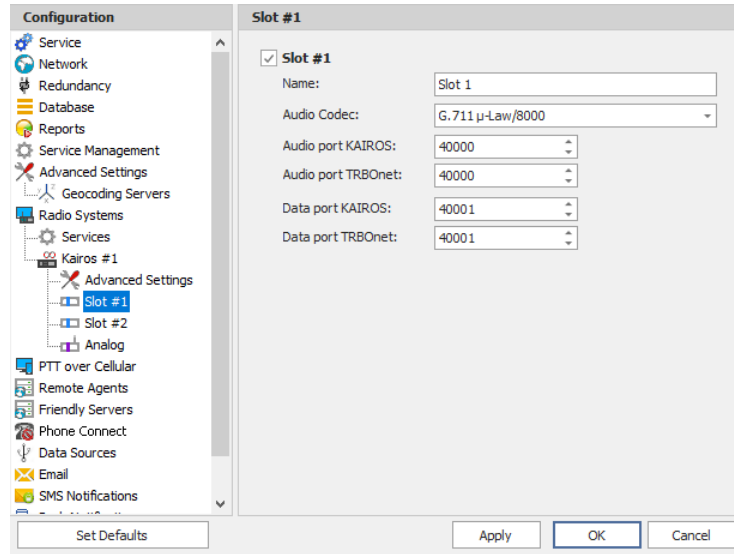 Configuration
Service
Network
Redundancy
Database
Reports
Service Management
Advanced Settings
Geocoding Servers
Radio Systems
Services
Kairos #1
Advanced Settings
Slot #1
Slot #2
Analog
PTT over Cellular
Remote Agents
Friendly Servers
Phone Connect
Data Sources
Email
SMS Notifications
Set Defaults
Slot #1
Slot #1
Name: Slot 1
Audio Codec: G.711 µ-Law/8000
Audio port KAIROS: 40000
Audio port TRBOnet: 40000
Data port KAIROS: 40001
Data port TRBOnet: 40001
Apply OK Cancel